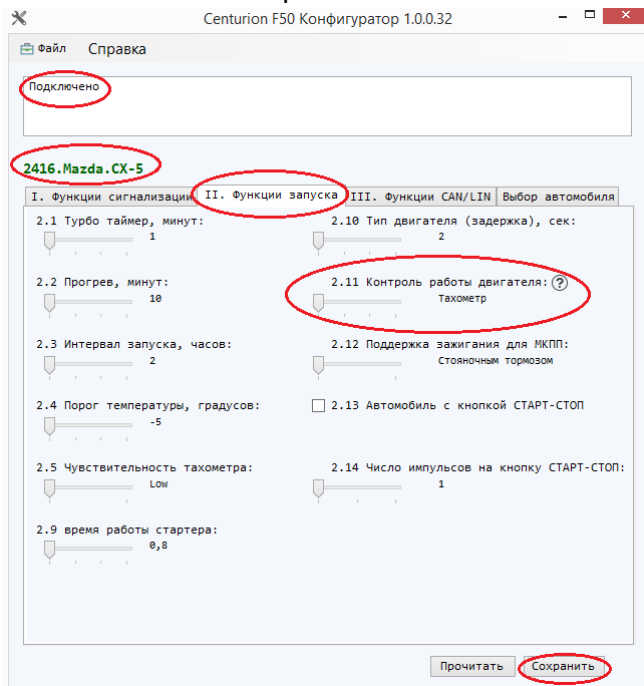 Centurion F50 Конфигуратор 1.0.0.32
Файл Справка
Подключено
2416.Mazda.CX-5
I. Функции сигнализации II. Функции запуска III. Функции CAN/LIN Выбор автомобиля
2.1 Турбо таймер, минут:
1
2.2 Прогрев, минут:
10
2.3 Интервал запуска, часов:
2
2.4 Порог температуры, градусов:
-5
2.5 Чувствительность тахометра:
Low
2.9 время работы стартера:
0,8
2.10 Тип двигателя (задержка), сек:
2
2.11 Контроль работы двигателя: ?
Тахометр
2.12 Поддержка зажигания для МКПП:
Стояночным тормозом
2.13 Автомобиль с кнопкой СТАРТ-СТОП
2.14 Число импульсов на кнопку СТАРТ-СТОП:
1
Прочитать Сохранить